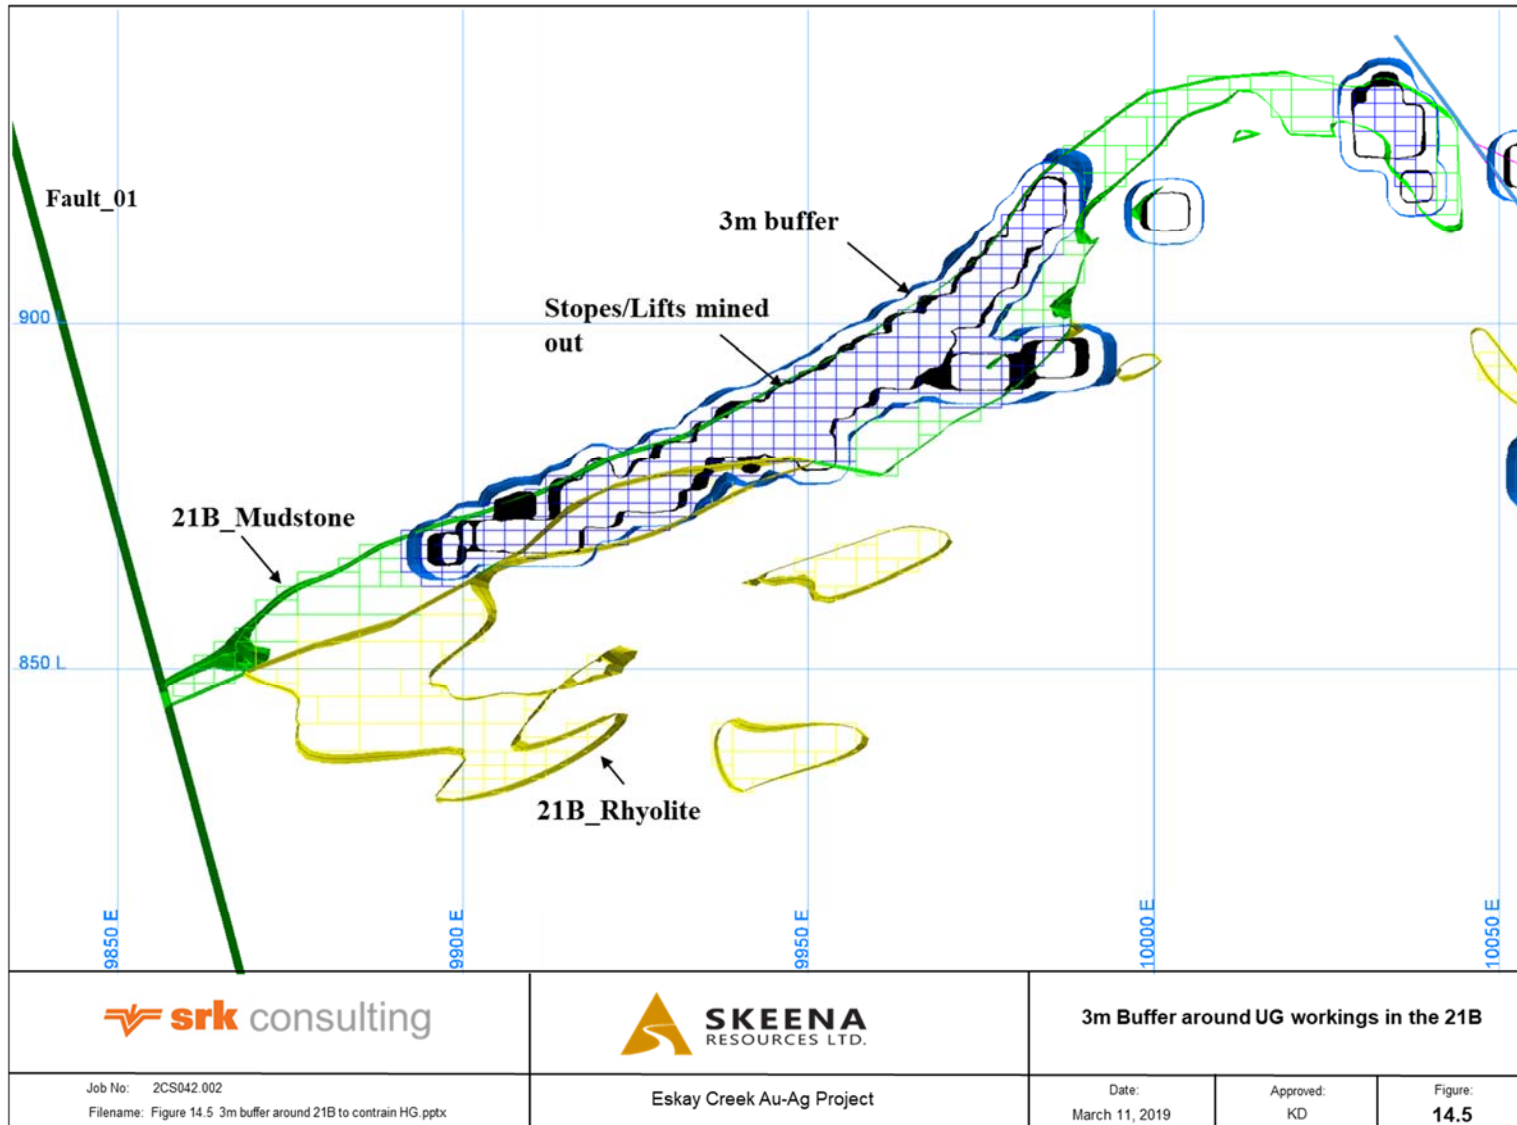 Fault_01
3m buffer
Stopes/Lifts mined
out
900 L
21B_Mudstone
850 L
21B_Rhyolite
9850 E
9900 E
9950 E
10000 E
10050 E
srk consulting
SKEENA
RESOURCES LTD.
3m Buffer around UG workings in the 21B
Job No: 2CS042.002
Filename: Figure 14.5 3m buffer around 21B to contrain HG.pptx
Eskay Creek Au-Ag Project
Date:
March 11, 2019
Approved:
KD
Figure:
14.5